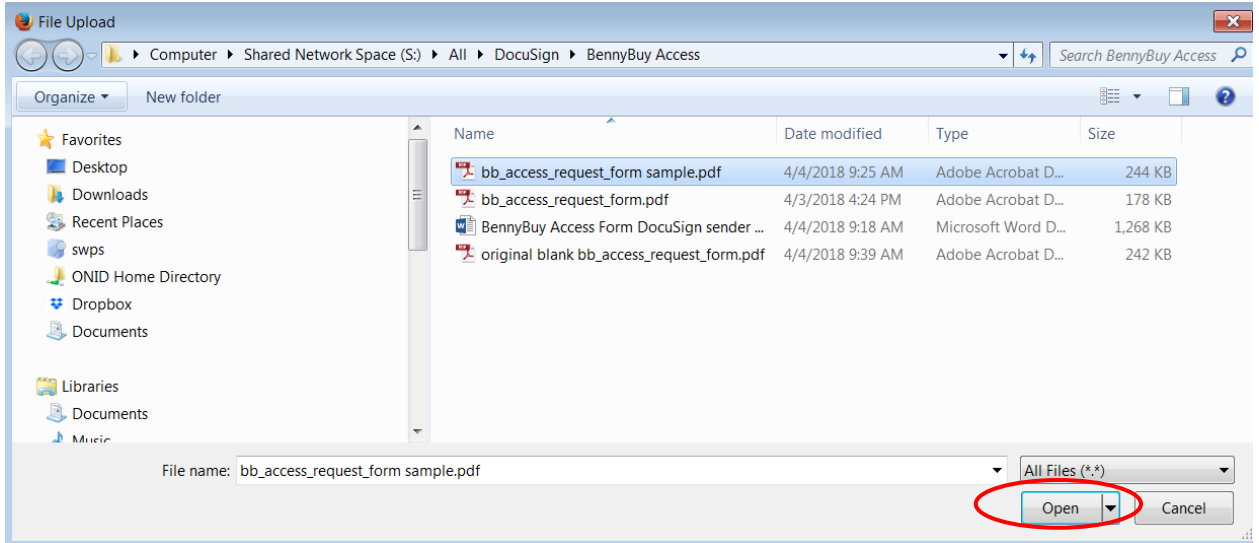 File Upload
Computer Shared Network Space (S:) All DocuSign BennyBuy Access Search BennyBuy Access
Organize New folder
Favorites
Desktop
Downloads
Recent Places
swps
ONID Home Directory
Dropbox
Documents
Libraries
Documents
Music
Name Date modified Type Size
bb_access_request_form sample.pdf 4/4/2018 9:25 AM Adobe Acrobat D... 244 KB
bb_access_request_form.pdf 4/3/2018 4:24 PM Adobe Acrobat D... 178 KB
BennyBuy Access Form DocuSign sender ... 4/4/2018 9:18 AM Microsoft Word D... 1,268 KB
original blank bb_access_request_form.pdf 4/4/2018 9:39 AM Adobe Acrobat D... 242 KB
File name: bb_access_request_form sample.pdf All Files (*.*)
Open Cancel